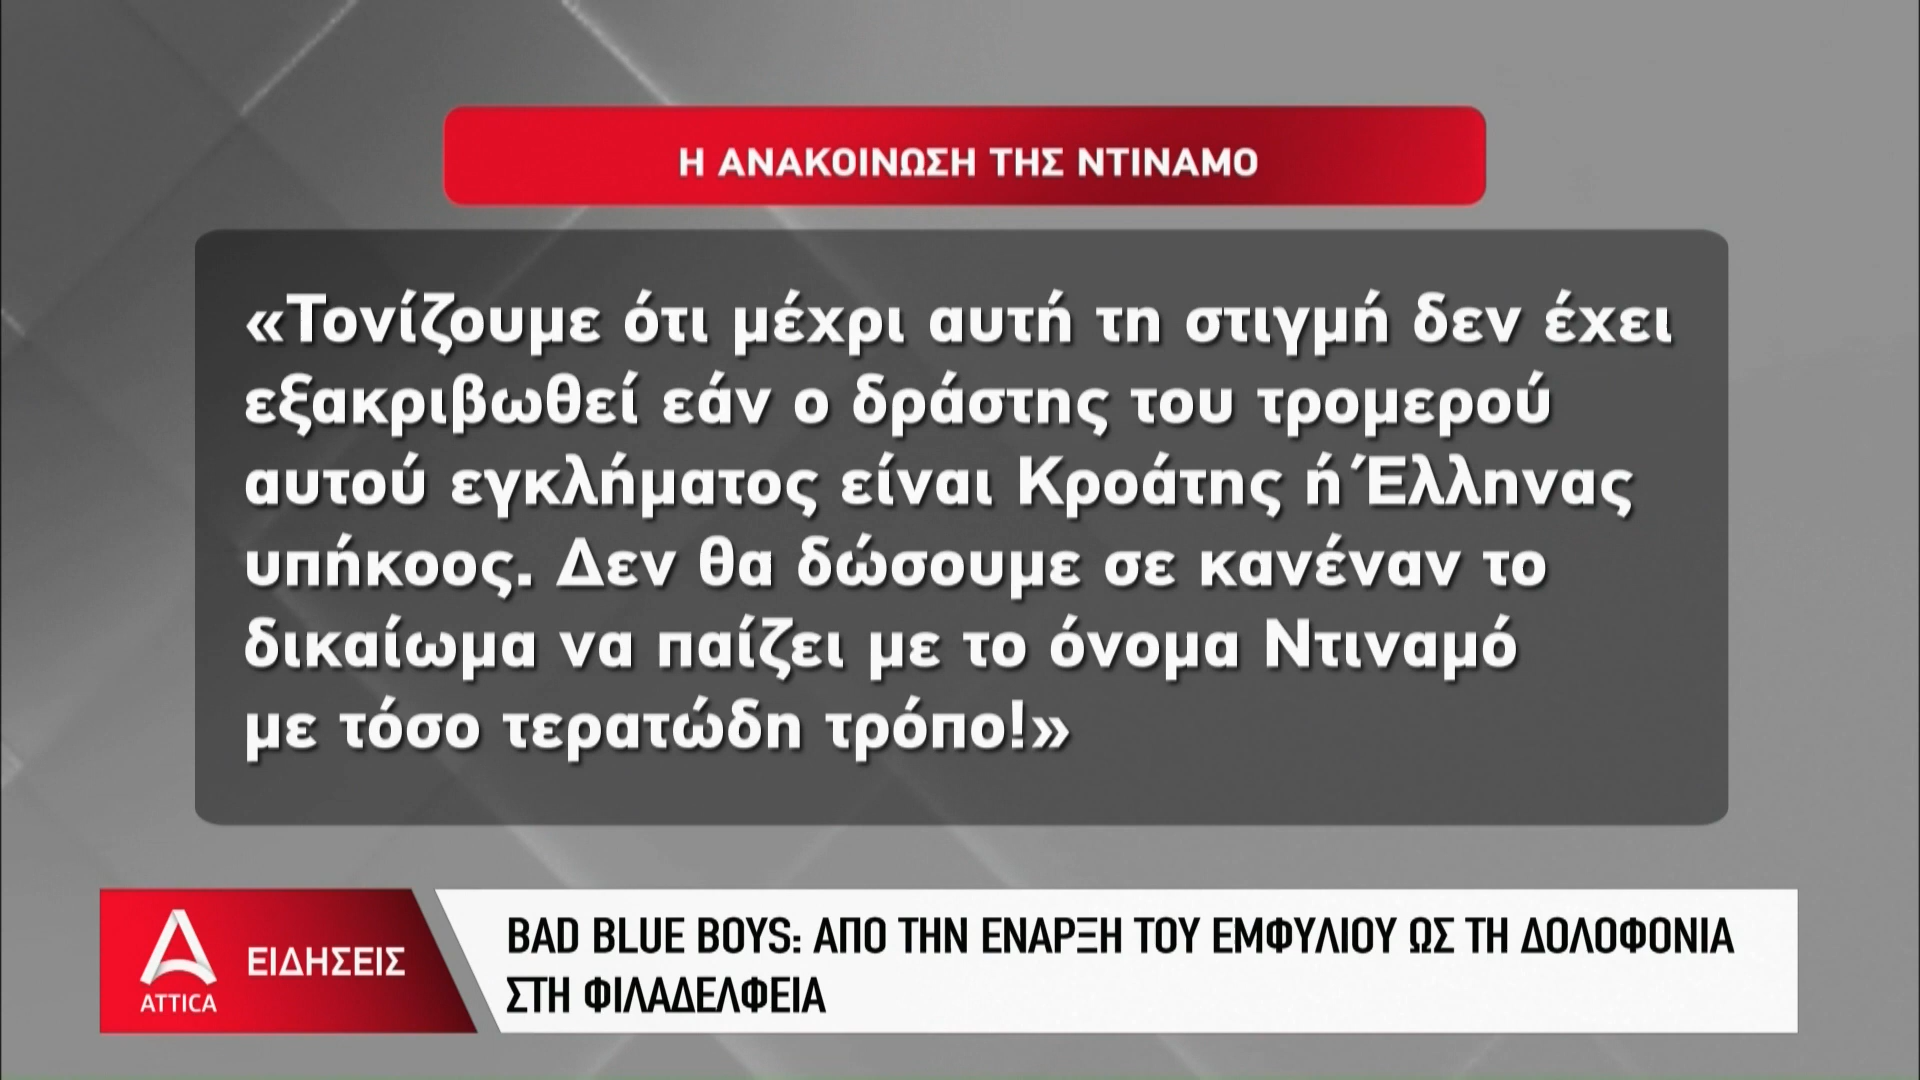 Η ΑΝΑΚΟΙΝΩΣΗ ΤΗΣ ΝΤΙΝΑΜΟ
«Τονίζουμε ότι μέχρι αυτή τη στιγμή δεν έχει
εξακριβωθεί εάν ο δράστης του τρομερού
αυτού εγκλήματος είναι Κροάτης ή Έλληνας
υπήκοος. Δεν θα δώσουμε σε κανέναν το
δικαίωμα να παίζει με το όνομα Ντιναμό
με τόσο τερατώδη τρόπο!»
ATTICA
ΕΙΔΗΣΕΙΣ
BAD BLUE BOYS: ΑΠΟ ΤΗΝ ΕΝΑΡΞΗ ΤΟΥ ΕΜΦΥΛΙΟΥ ΩΣ ΤΗ ΔΟΛΟΦΟΝΙΑ
ΣΤΗ ΦΙΛΑΔΕΛΦΕΙΑ